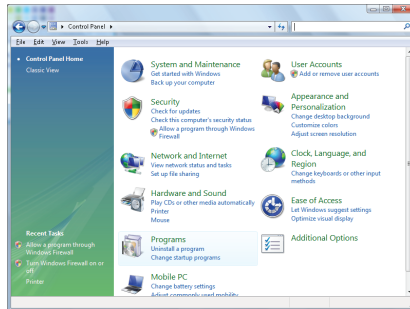 Control Panel
File Edit View Tools Help
Control Panel Home
Classic View
Recent Tasks
Allow a program through
Windows Firewall
Turn Windows Firewall on or
off
Printer
System and Maintenance
Get started with Windows
Back up your computer
Security
Check for updates
Check this computer's security status
Allow a program through Windows
Firewall
Network and Internet
View network status and tasks
Set up file sharing
Hardware and Sound
Play CDs or other media automatically
Printer
Mouse
Programs
Uninstall a program
Change startup programs
Mobile PC
Change battery settings
Adjust commonly used mobility
User Accounts
Add or remove user accounts
Appearance and
Personalization
Change desktop background
Customize colors
Adjust screen resolution
Clock, Language, and
Region
Change keyboards or other input
methods
Ease of Access
Let Windows suggest settings
Optimize visual display
Additional Options